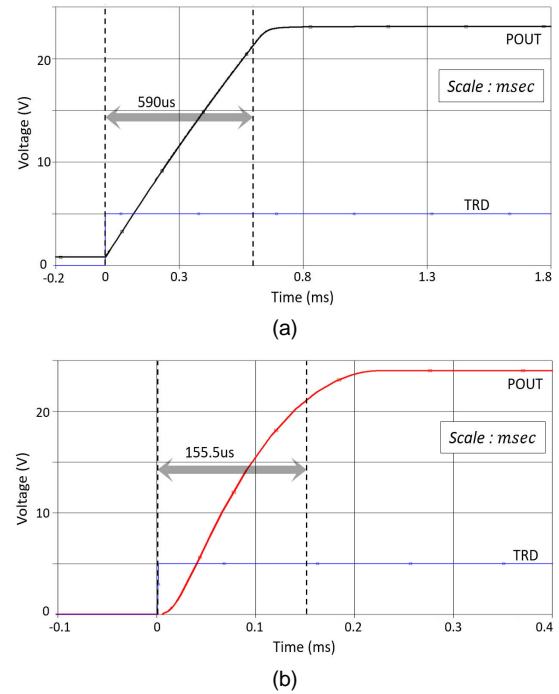 POUT
20
Scale : msec
590us
Voltage (V)
10
TRD
0
-0.2 0 0.3 0.8 1.3 1.8
Time (ms)
(a)
POUT
20
Scale : msec
155.5us
Voltage (V)
10
TRD
0
-0.1 0 0.1 0.2 0.3 0.4
Time (ms)
(b)